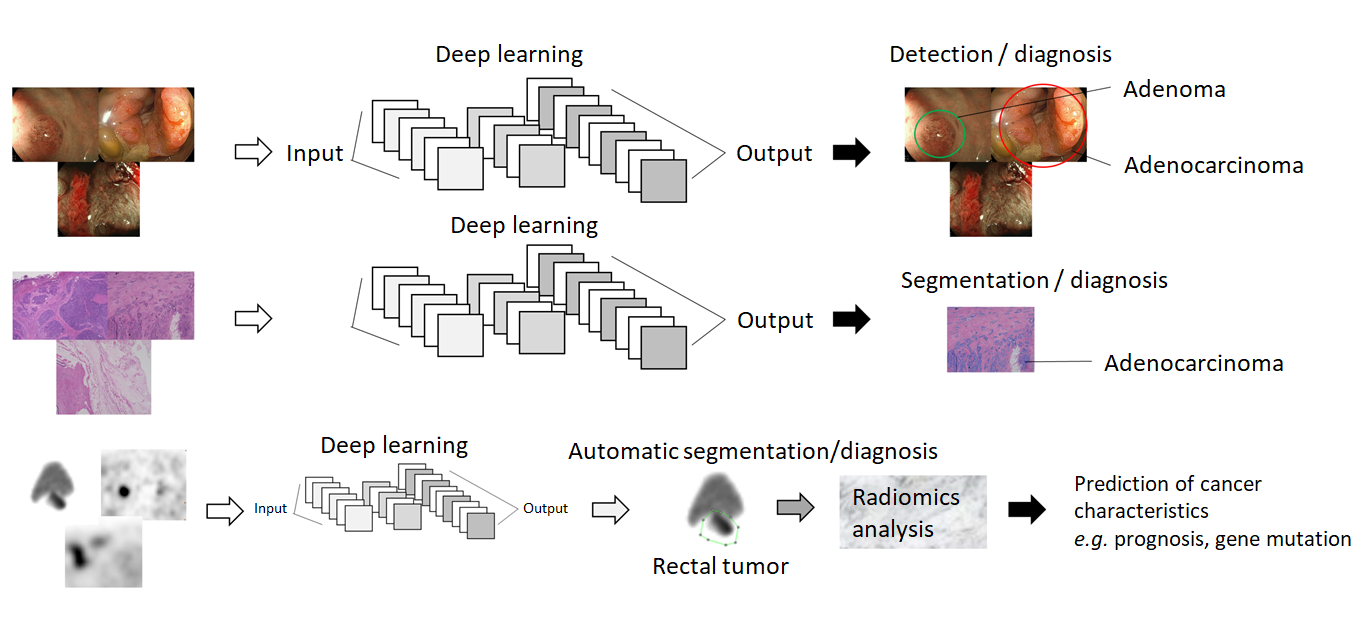 Deep learning
Detection / diagnosis
Adenoma
Input
Output
Adenocarcinoma
Deep learning
Segmentation / diagnosis
Output
Adenocarcinoma
Deep learning
Automatic segmentation/diagnosis
Input
Output
Rectal tumor
Radiomics
analysis
Prediction of cancer
characteristics
e.g. prognosis, gene mutation